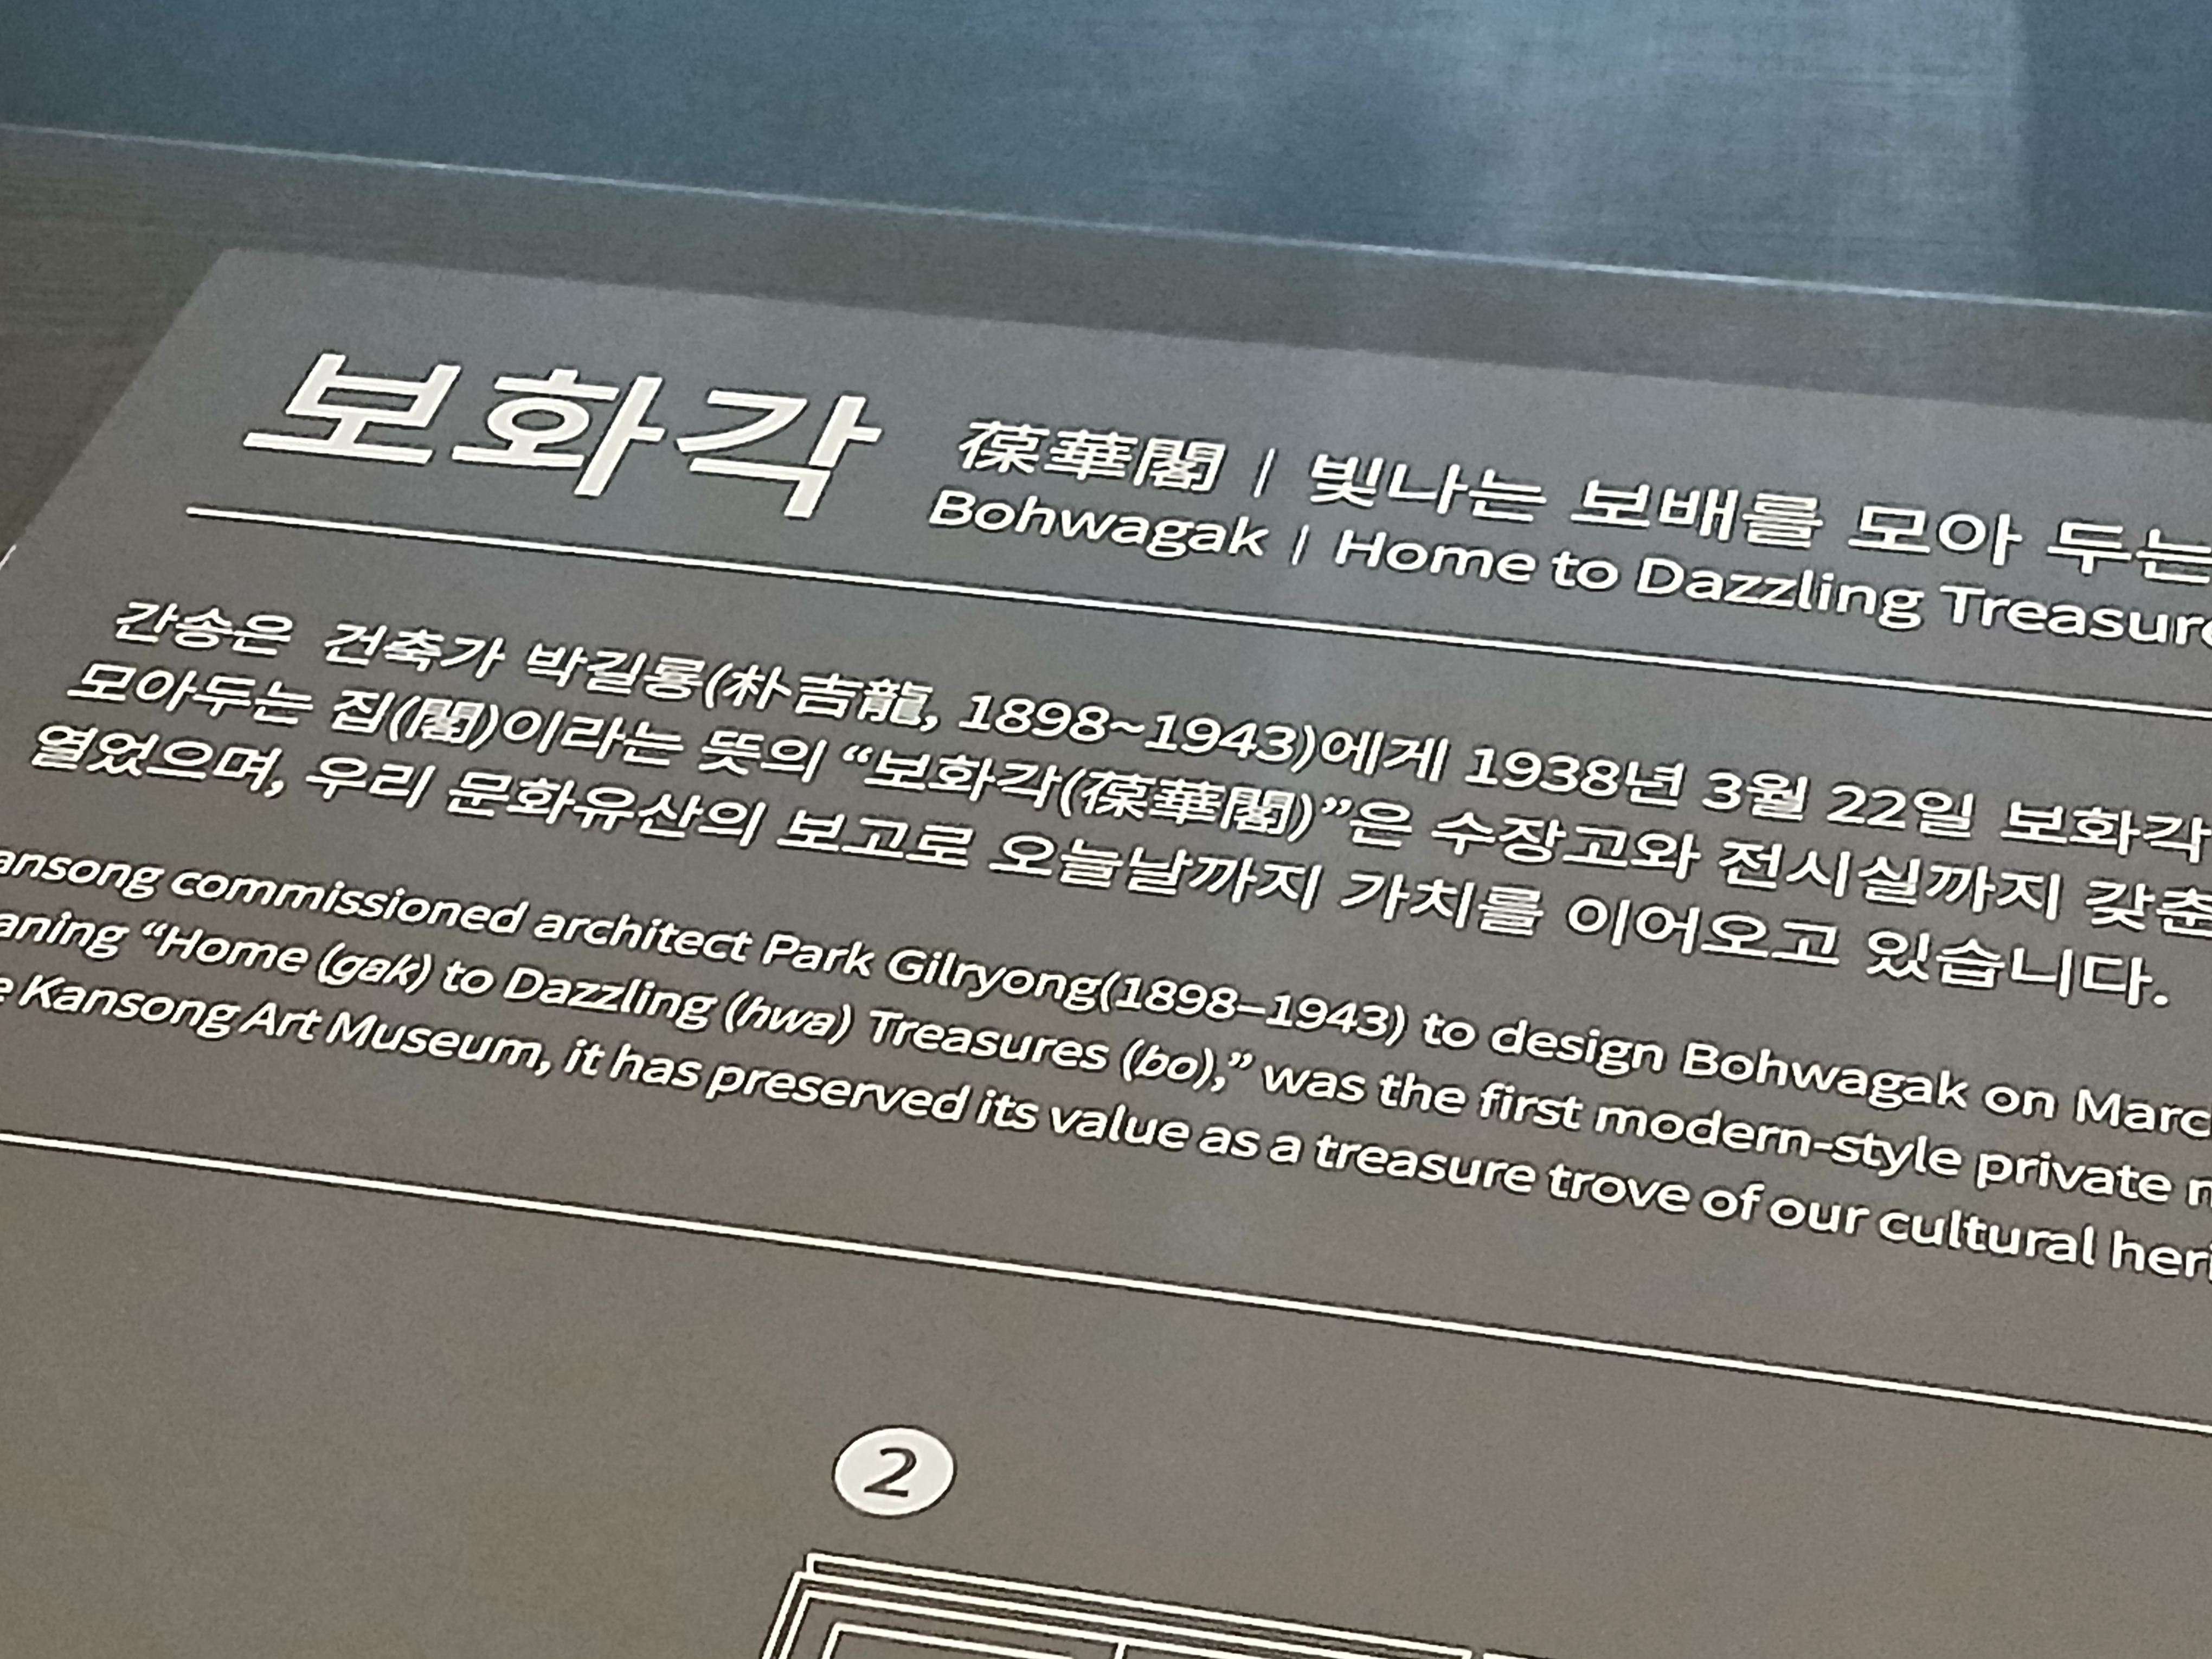 보화각
葆華閣 | 빛나는 보배를 모아 두는
Bohwagak | Home to Dazzling
간송은 건축가 박길룡(朴吉龍, 1898~1943)에게 1938년 3월 22일 보화각
모아두는 집(閣)이라는 뜻의 “보화각(葆華閣)”은 수장고와 전시실까지
열었으며, 우리 문화유산의 보고로 오늘날까지 가치를 이어오고 있습니다.
commissioned architect Park Gilryong(1898–1943) to design Bohwagak on
“Home (gak) to Dazzling (hwa) Treasures (bo),” was the first modern-style private
Kansong Art Museum, it has preserved its value as a treasure trove of our cultural
2